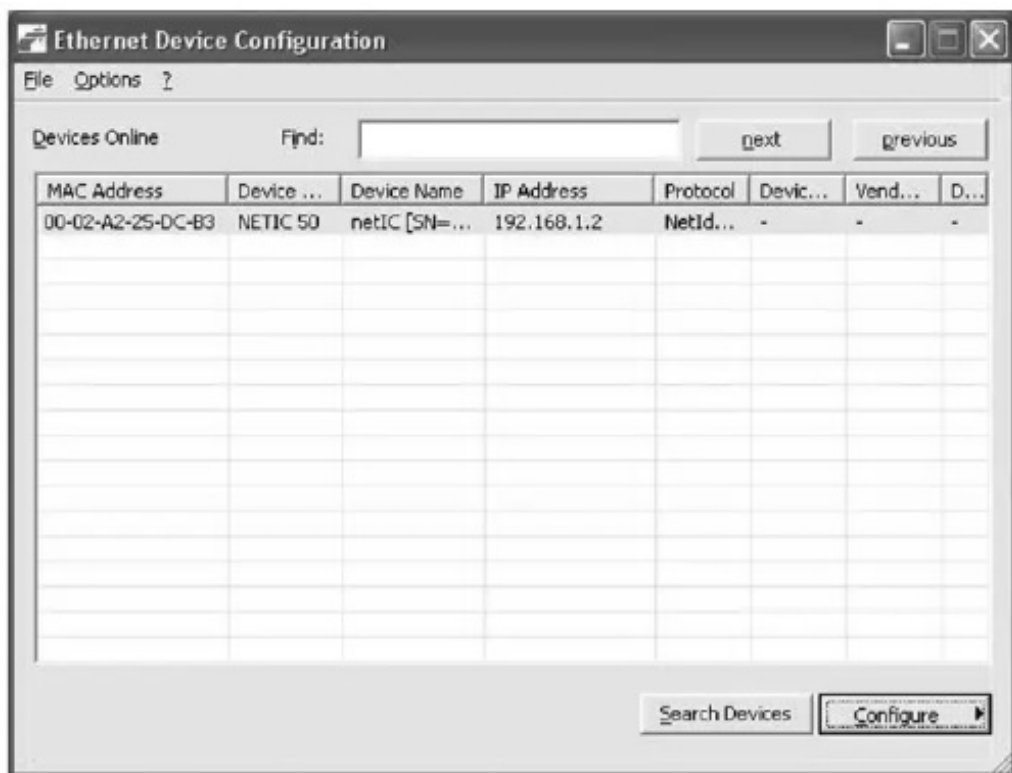 Ethernet Device Configuration
File Options ?
Devices Online Find: next previous
MAC Address Device ... Device Name IP Address Protocol Devic... Vend... D...
00-02-A2-25-DC-B3 NETIC 50 netIC [SN=... 192.168.1.2 NetId... - - -
Search Devices Configure